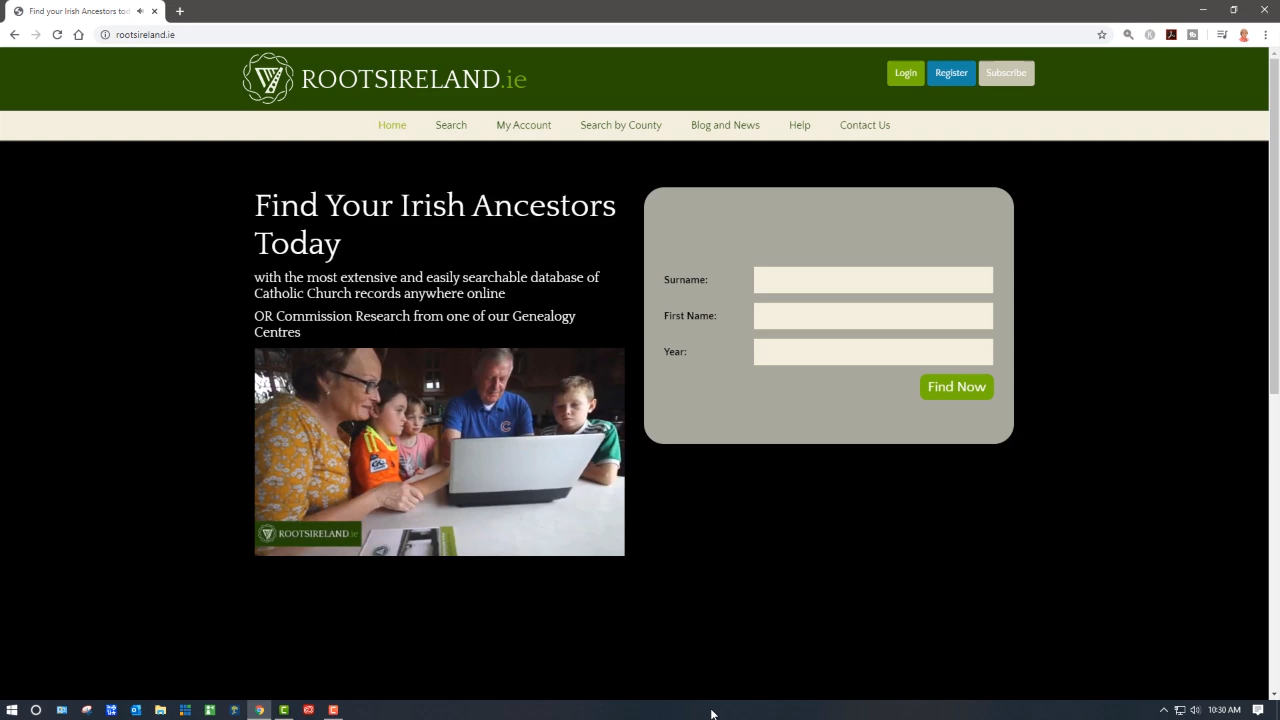 Find your Irish Ancestors tod
rootsireland.ie
ROOTSIRELAND.ie
Login
Register
Subscribe
Home
Search
My Account
Search by County
Blog and News
Help
Contact Us
Find Your Irish Ancestors
Today
with the most extensive and easily searchable database of
Catholic Church records anywhere online
OR Commission Research from one of our Genealogy
Centres
ROOTSIRELAND.ie
Surname:
First Name:
Year:
Find Now
10:30 AM